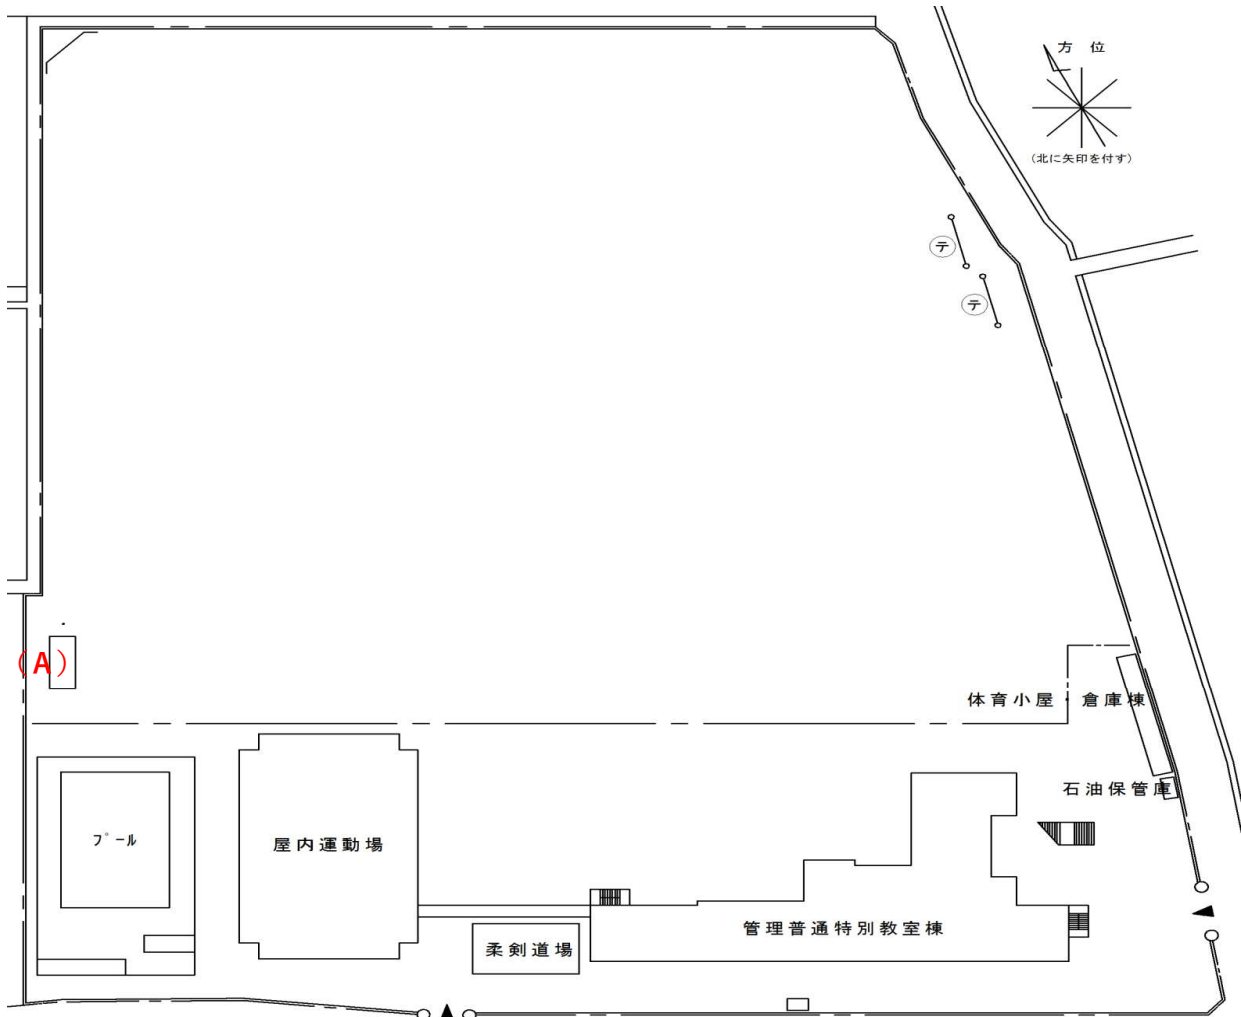 方 位
(北に矢印を付す)
テ
テ
(A)
体育小屋・倉庫棟
石油保管庫
プール
屋内運動場
管理普通特別教室棟
柔剣道場